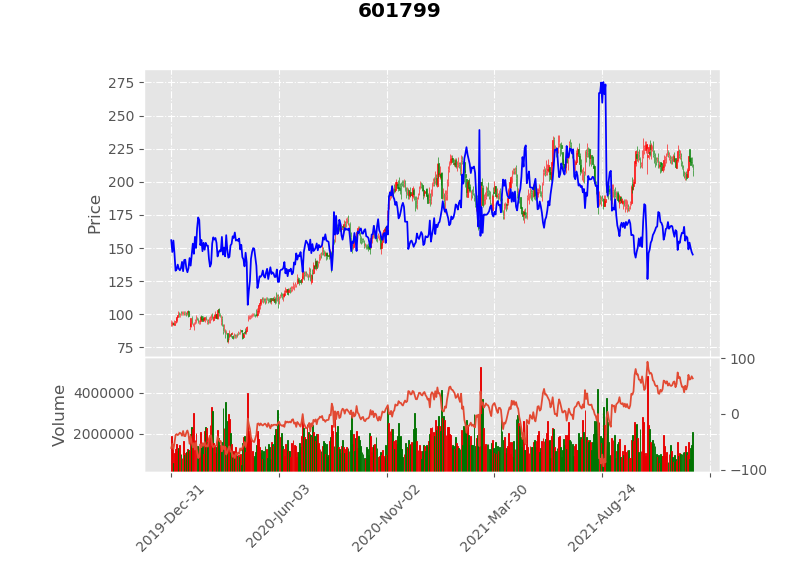 601799
275
250
225
200
175
150
125
100
75
Price
100
0
−100
4000000
2000000
Volume
2019-Dec-31
2020-Jun-03
2020-Nov-02
2021-Mar-30
2021-Aug-24